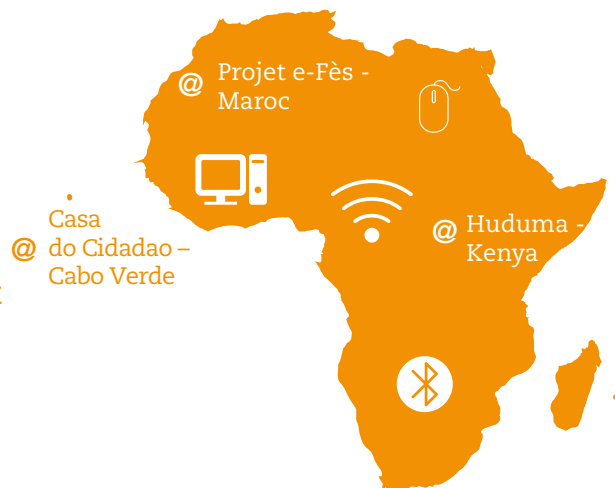 @ Projet e-Fès -
Maroc
Casa
@ do Cidadao –
Cabo Verde
@ Huduma -
Kenya